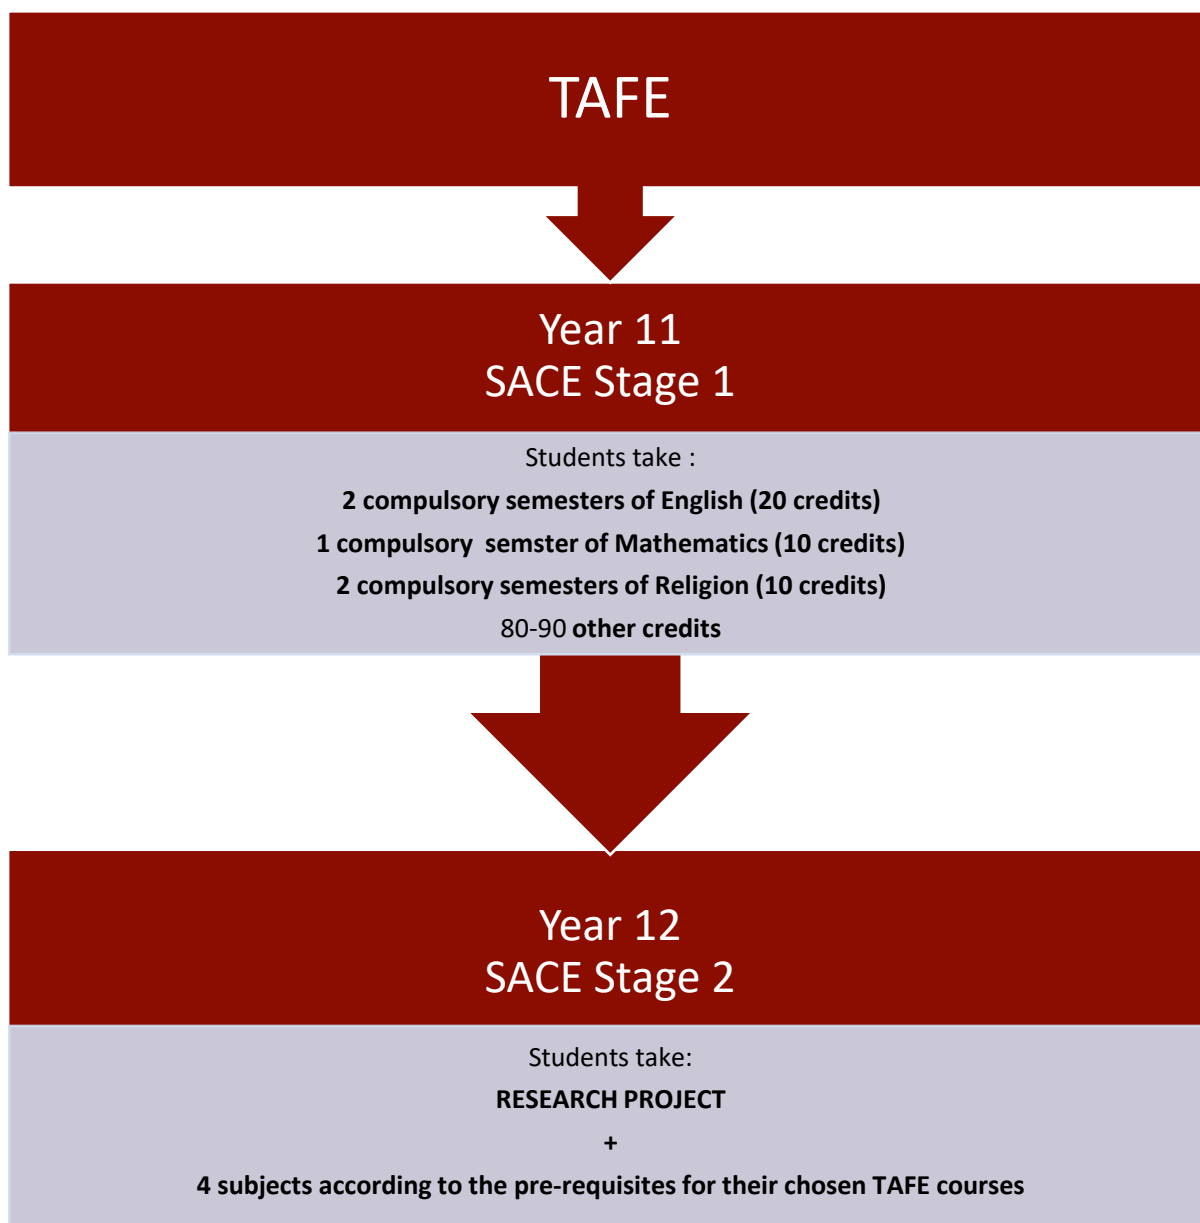 TAFE
Year 11
SACE Stage 1
Students take :
2 compulsory semesters of English (20 credits)
1 compulsory  semster of Mathematics (10 credits)
2 compulsory semesters of Religion (10 credits)
80-90 other credits
Year 12
SACE Stage 2
Students take:
RESEARCH PROJECT
+
4 subjects according to the pre-requisites for their chosen TAFE courses